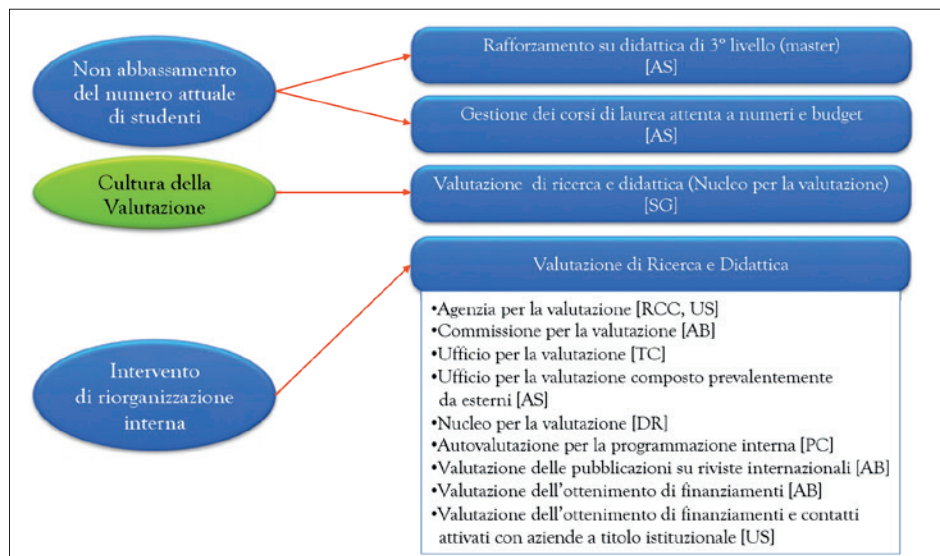 Non abbassamento
del numero attuale
di studenti
Rafforzamento su didattica di 3° livello (master)
[AS]
Gestione dei corsi di laurea attenta a numeri e budget
[AS]
Cultura della
Valutazione
Valutazione di ricerca e didattica (Nucleo per la valutazione)
[SG]
Intervento
di riorganizzazione
interna
Valutazione di Ricerca e Didattica
•Agenzia per la valutazione [RCC, US]
•Commissione per la valutazione [AB]
•Ufficio per la valutazione [TC]
•Ufficio per la valutazione composto prevalentemente
da esterni [AS]
•Nucleo per la valutazione [DR]
•Autovalutazione per la programmazione interna [PC]
•Valutazione delle pubblicazioni su riviste internazionali [AB]
•Valutazione dell'ottenimento di finanziamenti [AB]
•Valutazione dell'ottenimento di finanziamenti e contatti
attivati con aziende a titolo istituzionale [US]